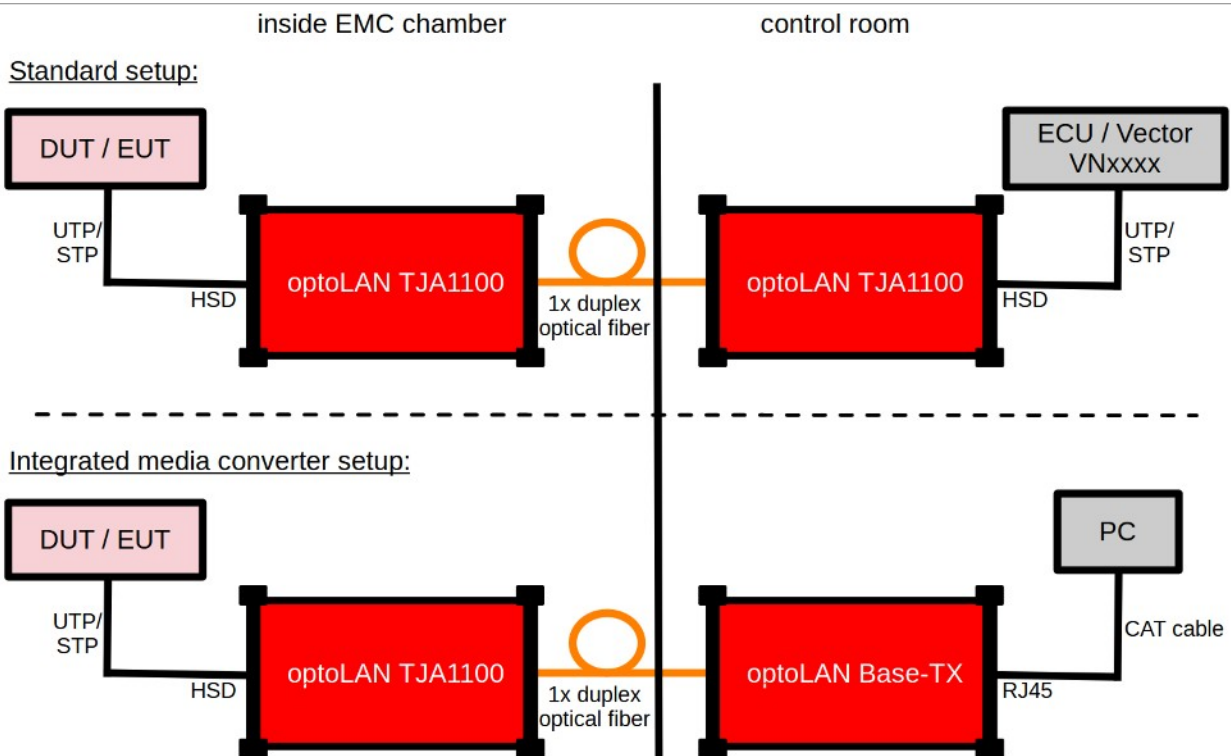 inside EMC chamber
control room
Standard setup:
DUT / EUT
ECU / Vector
VNxxxx
UTP/
STP
UTP/
STP
optoLAN TJA1100
optoLAN TJA1100
HSD
1x duplex
optical fiber
HSD
Integrated media converter setup:
DUT / EUT
PC
UTP/
STP
CAT cable
optoLAN TJA1100
optoLAN Base-TX
HSD
1x duplex
optical fiber
RJ45